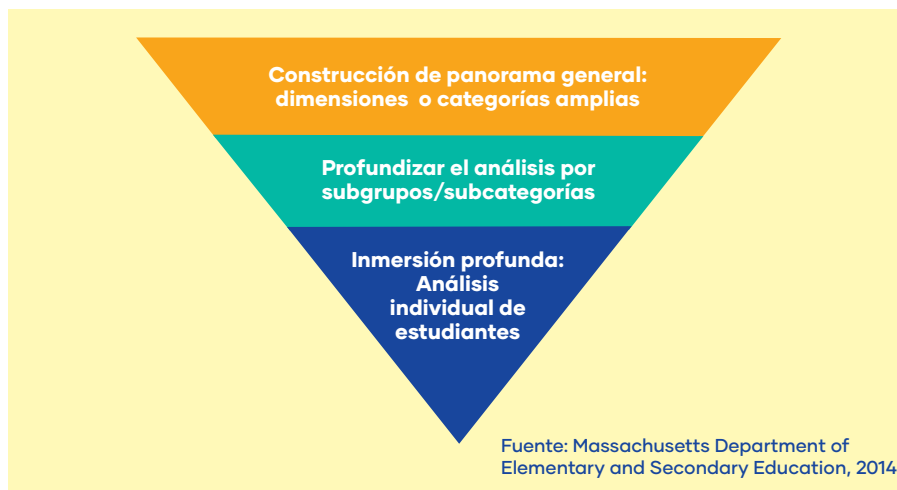 Construcción de panorama general:
dimensiones o categorías amplias
Profundizar el análisis por
subgrupos/subcategorías
Inmersión profunda:
Análisis
individual de
estudiantes
Fuente: Massachusetts Department of
Elementary and Secondary Education, 2014